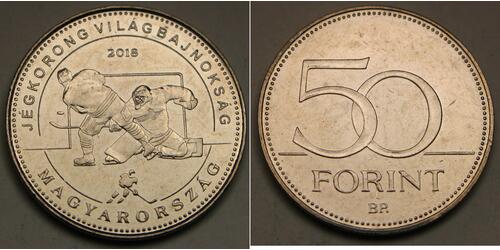 JÉGKORONG VILÁGBAJNOKSÁG
2018
MAGYARORSZÁG
50
FORINT
BP.